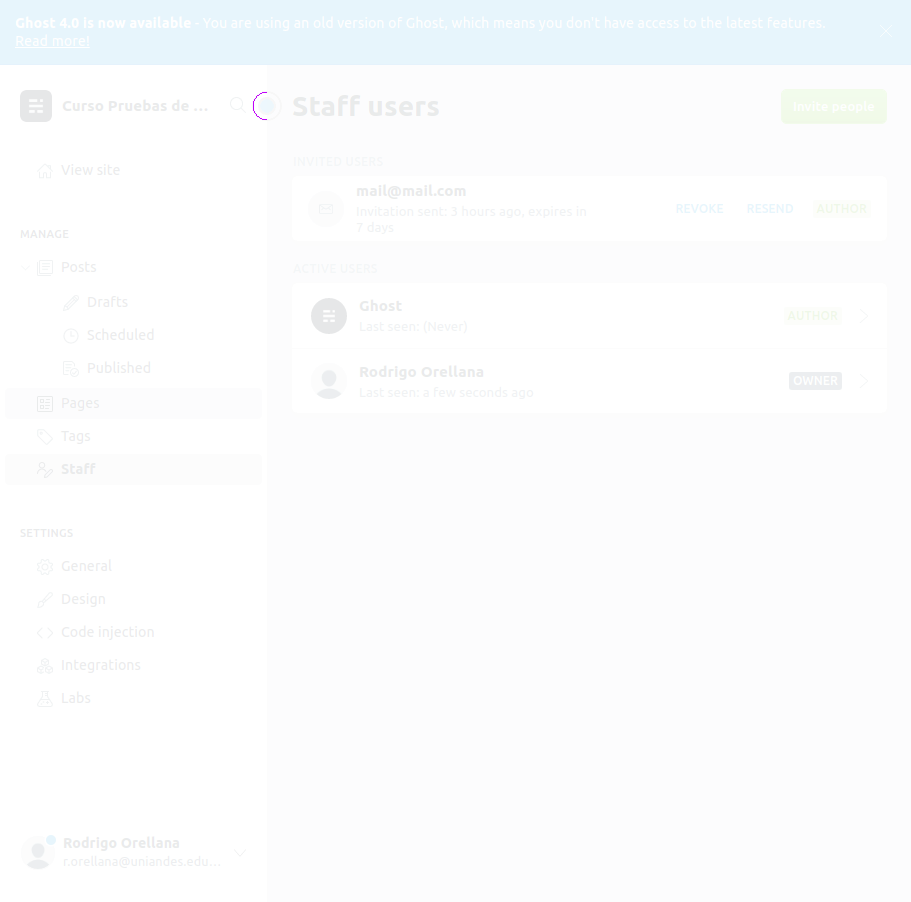 Ghost 4.0 is now available - You are using an old version of Ghost, which means you don't have access to the latest features.
Read more!
Curso Pruebas de ...
View site
MANAGE
Posts
Drafts
Scheduled
Published
Pages
Tags
Staff
SETTINGS
General
Design
Code injection
Integrations
Labs
Rodrigo Orellana
r.orellana@uniandes.edu...
Staff users
Invite people
INVITED USERS
mail@mail.com
Invitation sent: 3 hours ago, expires in
7 days
REVOKE RESEND AUTHOR
ACTIVE USERS
Ghost
Last seen: (Never)
AUTHOR
Rodrigo Orellana
Last seen: a few seconds ago
OWNER